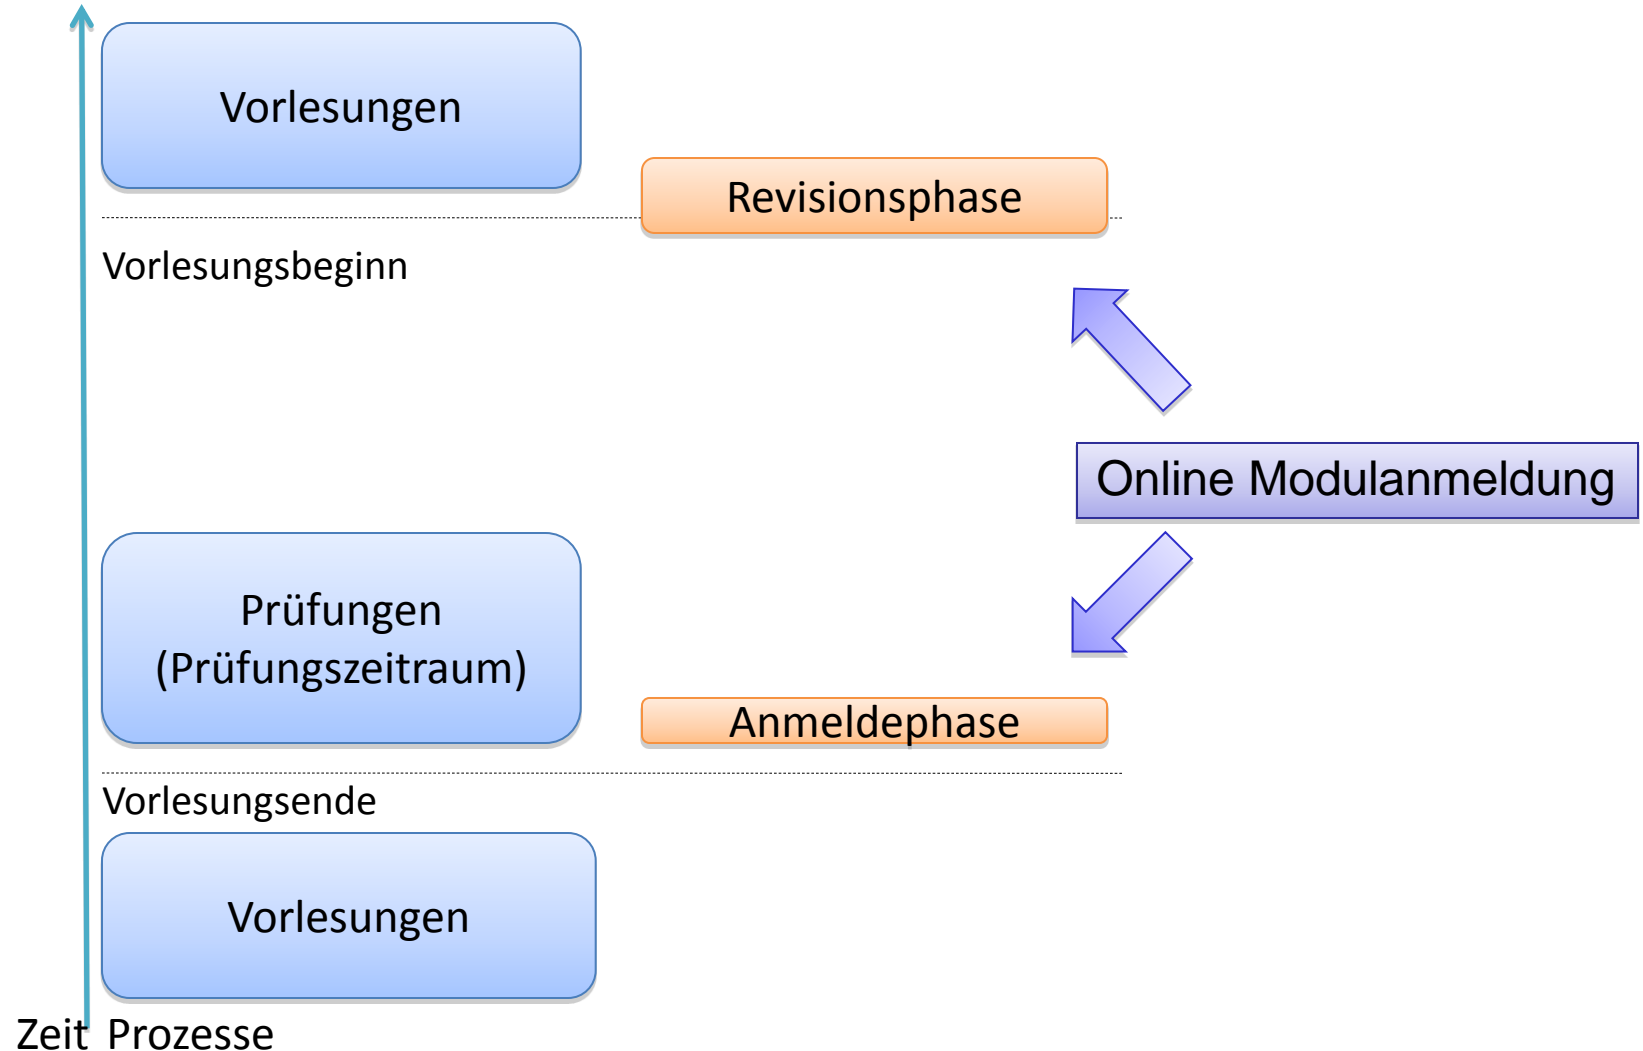 Vorlesungen
Revisionsphase
Vorlesungsbeginn
Online Modulanmeldung
Prüfungen
(Prüfungszeitraum)
Anmeldephase
Vorlesungsende
Vorlesungen
Zeit Prozesse